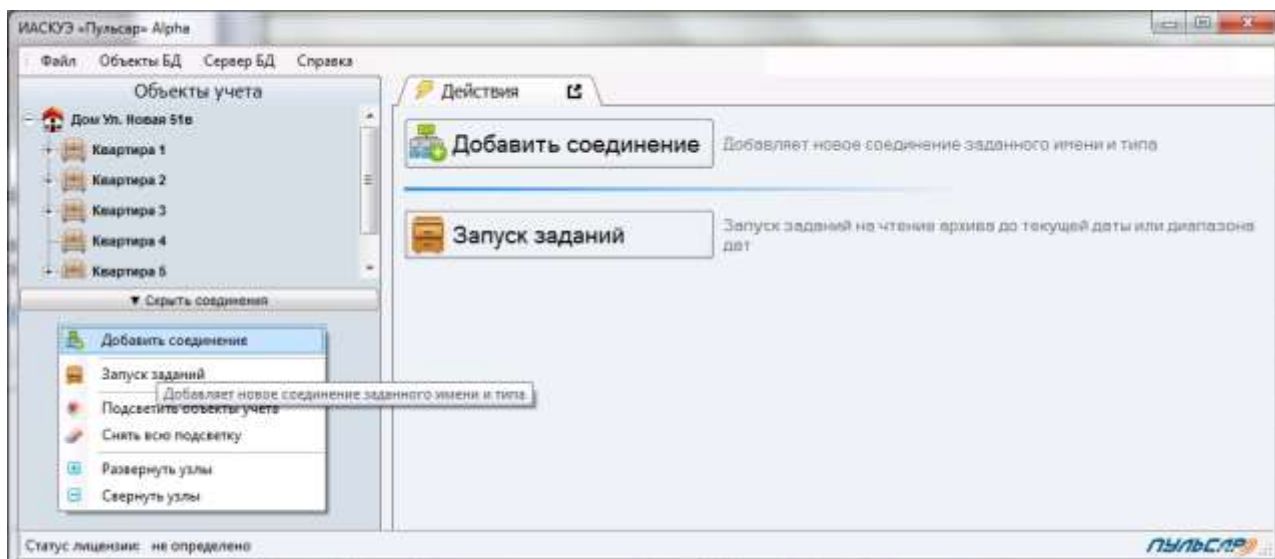 ИАСКУЭ «Пульсар» Alpha
Файл Объекты БД Сервер БД Справка
Объекты учета
Дом Ул. Новая 51в
Квартира 1
Квартира 2
Квартира 3
Квартира 4
Квартира 5
▼ Скрыть соединения
Добавить соединение
Запуск заданий
Добавляет новое соединение заданного имени и типа
Подсветить объекты учета
Снять всю подсветку
Развернуть узлы
Свернуть узлы
Действия
Добавить соединение
Добавляет новое соединение заданного имени и типа
Запуск заданий
Запуск заданий на чтение архива до текущей даты или диапазона
дат
Статус лицензии: не определено
ПУЛЬСАР